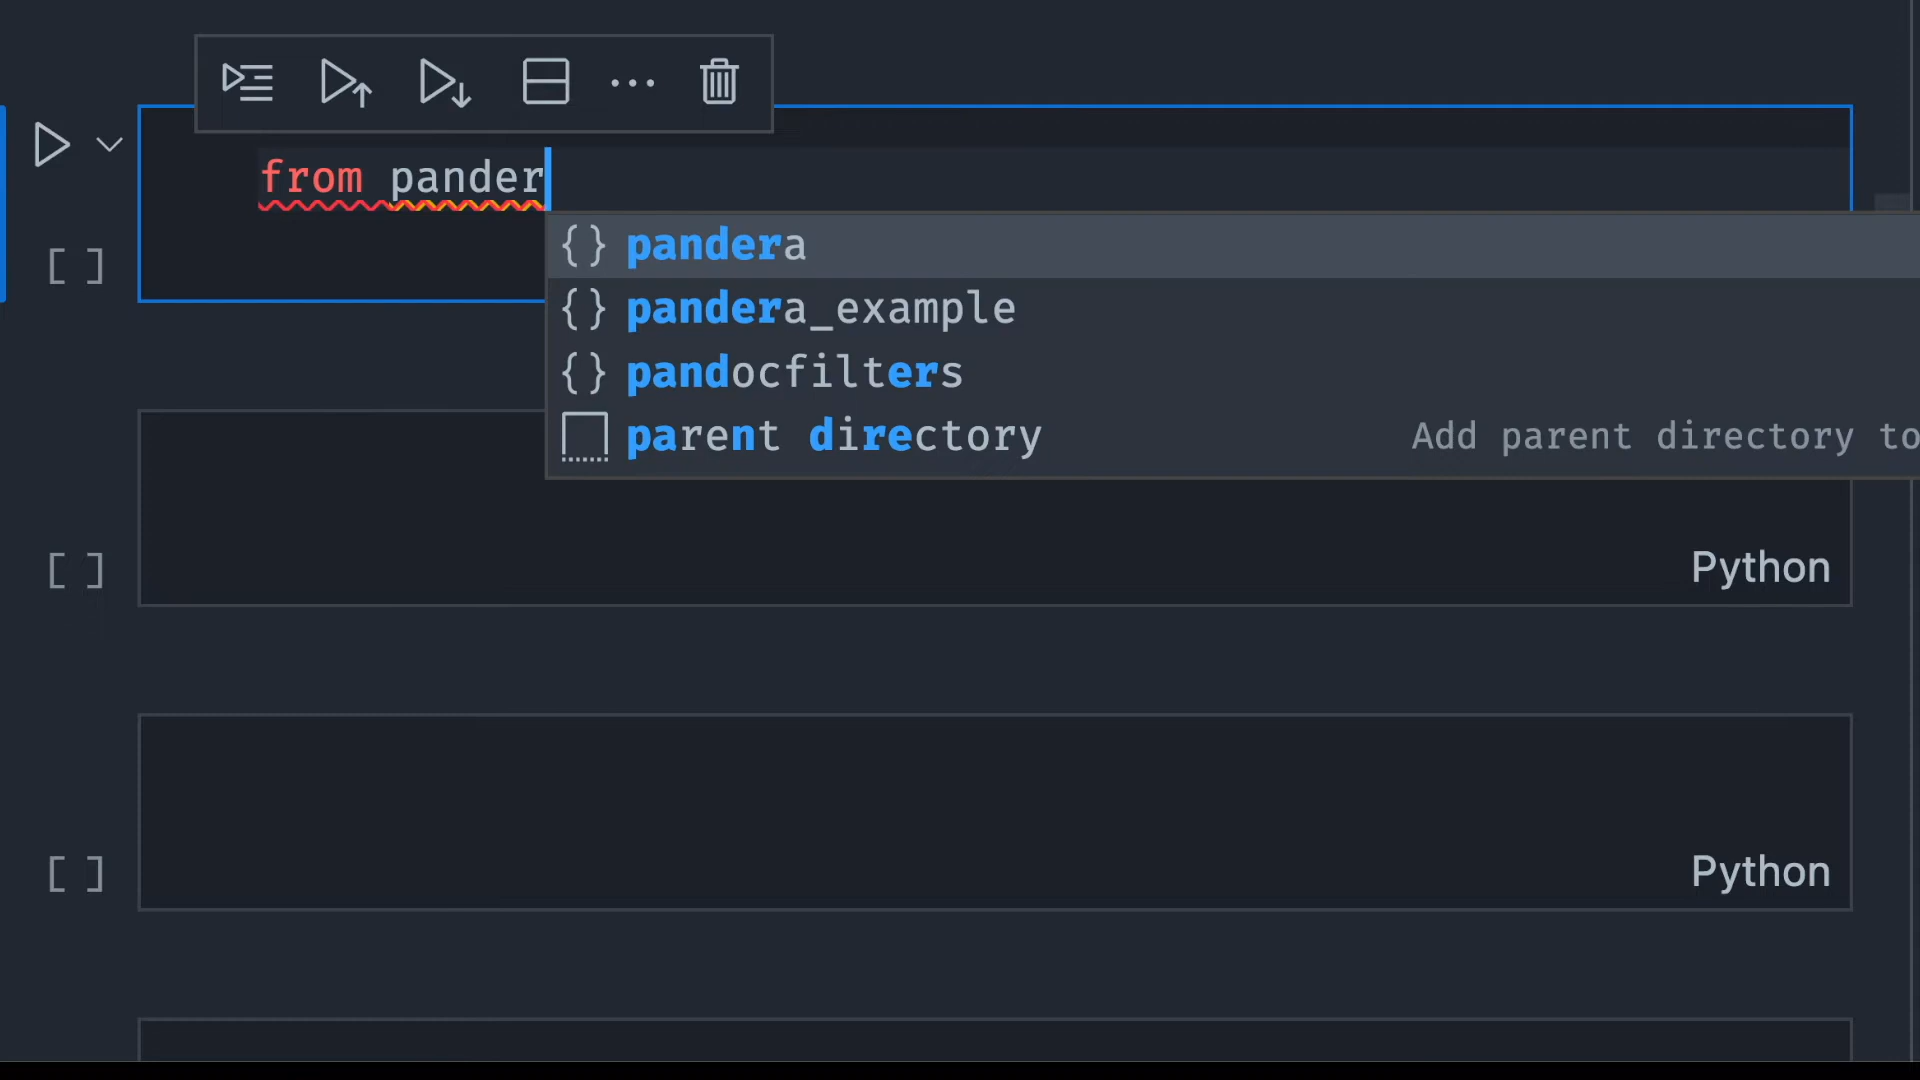 from pander
{} pandera
{} pandera_example
{} pandocfilters
parent directory Add parent directory to
[ ]
[ ]
Python
[ ]
Python